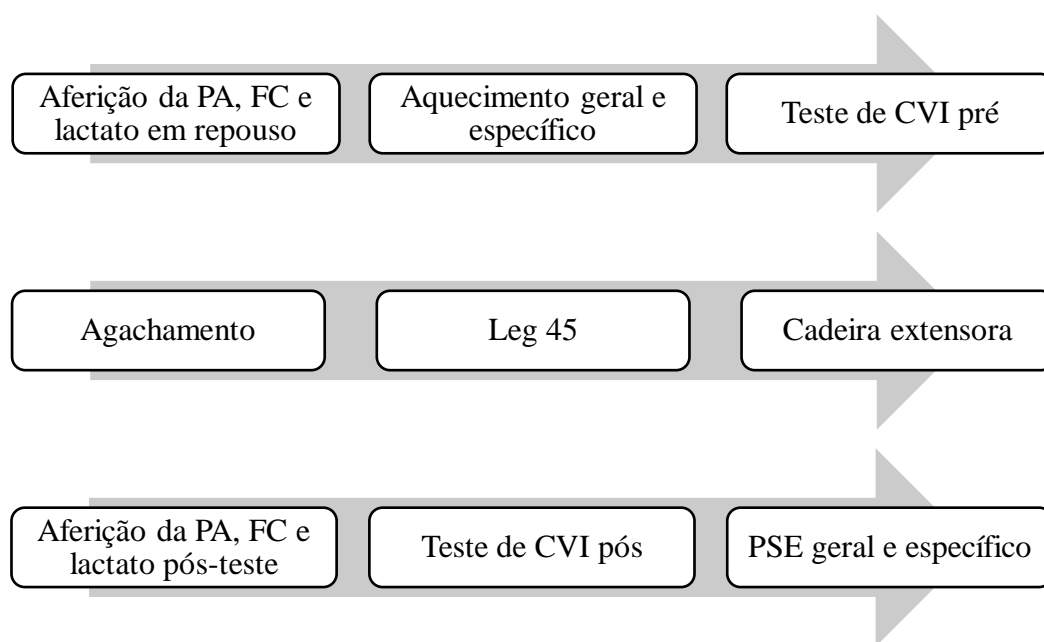 Aferição da PA, FC e
lactato em repouso
Aquecimento geral e
específico
Teste de CVI pré
Agachamento
Leg 45
Cadeira extensora
Aferição da PA, FC e
lactato pós-teste
Teste de CVI pós
PSE geral e específico